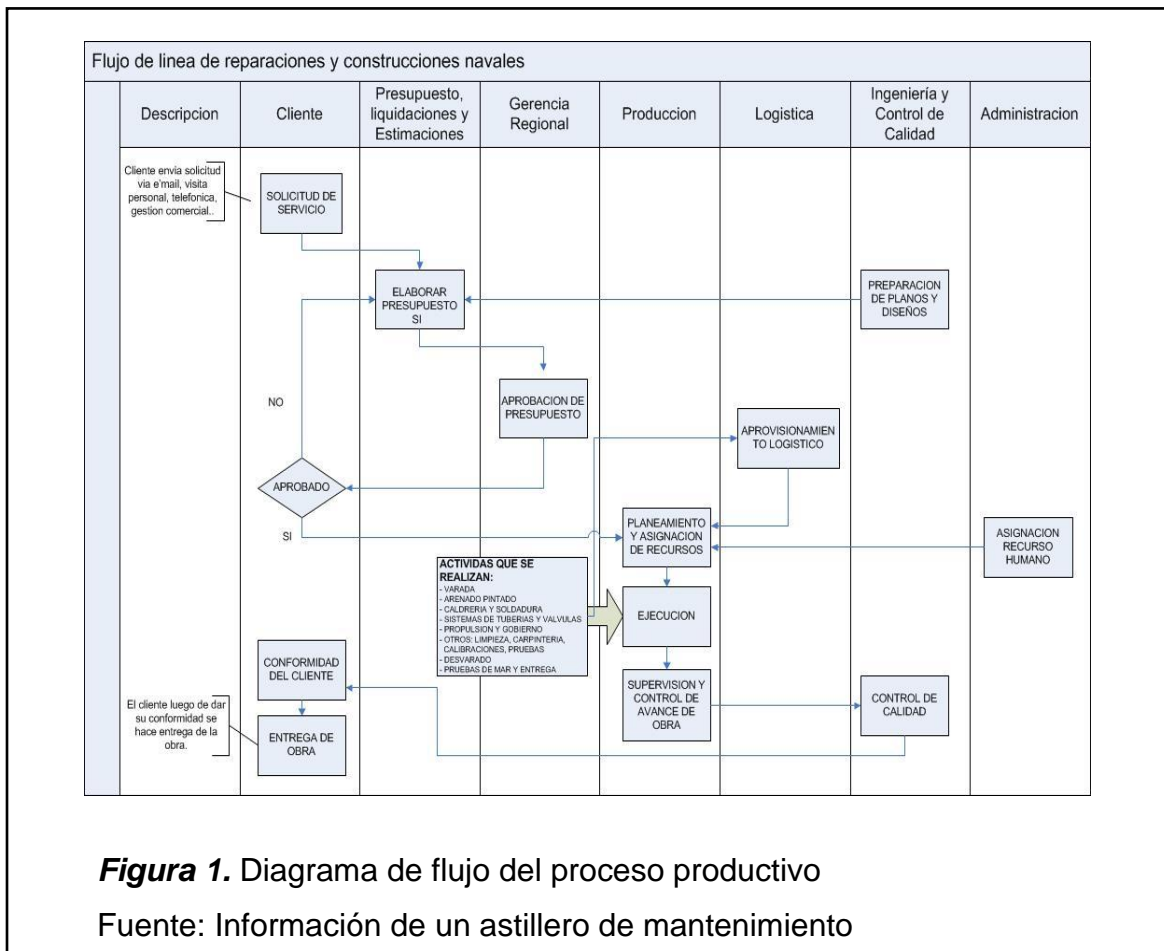 Flujo de linea de reparaciones y construcciones navales
Descripcion
Cliente
Presupuesto,
liquidaciones y
Estimaciones
Gerencia
Regional
Produccion
Logistica
Ingeniería y
Control de
Calidad
Administracion
Cliente envia solicitud
via e'mail, visita
personal, telefonica,
gestion comercial..
SOLICITUD DE
SERVICIO
ELABORAR
PRESUPUESTO
SI
PREPARACION
DE PLANOS Y
DISEÑOS
APROBACION DE
PRESUPUESTO
NO
APROVISIONAMIEN
TO LOGISTICO
APROBADO
SI
PLANEAMIENTO
Y ASIGNACION
DE RECURSOS
ASIGNACION
RECURSO
HUMANO
ACTIVIDAS QUE SE
REALIZAN:
- VARADA
- ARENADO PINTADO
- CALDRERIA Y SOLDADURA
- SISTEMAS DE TUBERIAS Y VALVULAS
- PROPULSION Y GOBIERNO
- OTROS: LIMPIEZA, CARPINTERIA,
CALIBRACIONES, PRUEBAS
- DESVARADO
- PRUEBAS DE MAR Y ENTREGA
EJECUCION
CONFORMIDAD
DEL CLIENTE
SUPERVISION Y
CONTROL DE
AVANCE DE
OBRA
CONTROL DE
CALIDAD
El cliente luego de dar
su conformidad se
hace entrega de la
obra.
ENTREGA DE
OBRA
Figura 1. Diagrama de flujo del proceso productivo
Fuente: Información de un astillero de mantenimiento